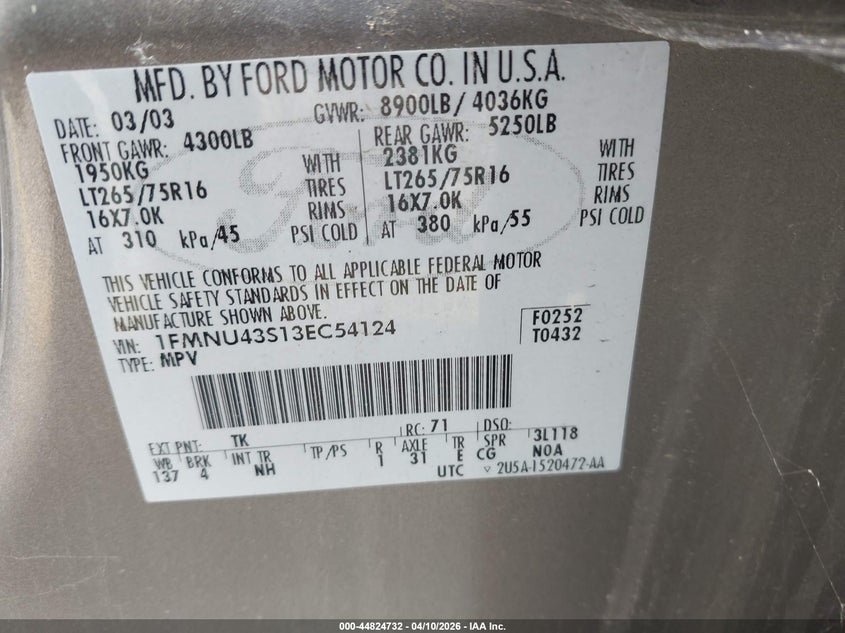 MFD. BY FORD MOTOR CO. IN U.S.A.
DATE: 03/03 GVWR: 8900LB/ 4036KG
FRONT GAWR: 4300LB REAR GAWR: 5250LB
1950KG WITH 2381KG WITH
LT265/75R16 TIRES LT265/75R16 TIRES
16X7.0K RIMS 16X7.0K RIMS
AT 310 kPa/45 PSI COLD AT 380 kPa/55 PSI COLD
Ford
THIS VEHICLE CONFORMS TO ALL APPLICABLE FEDERAL MOTOR
VEHICLE SAFETY STANDARDS IN EFFECT ON THE DATE OF
MANUFACTURE SHOWN ABOVE.
VIN: 1FMNU43S13EC54124 F0252
TYPE: MPV T0432
EXT PNT: TK RC: 71 DSO: 3L118
WB BRK INT TR TP/PS R AXLE TR SPR N0A
137 4 NH 1 31 E CG
UTC ▽ 2U5A-1520472-AA
000-44824732 - 04/10/2026 - IAA Inc.